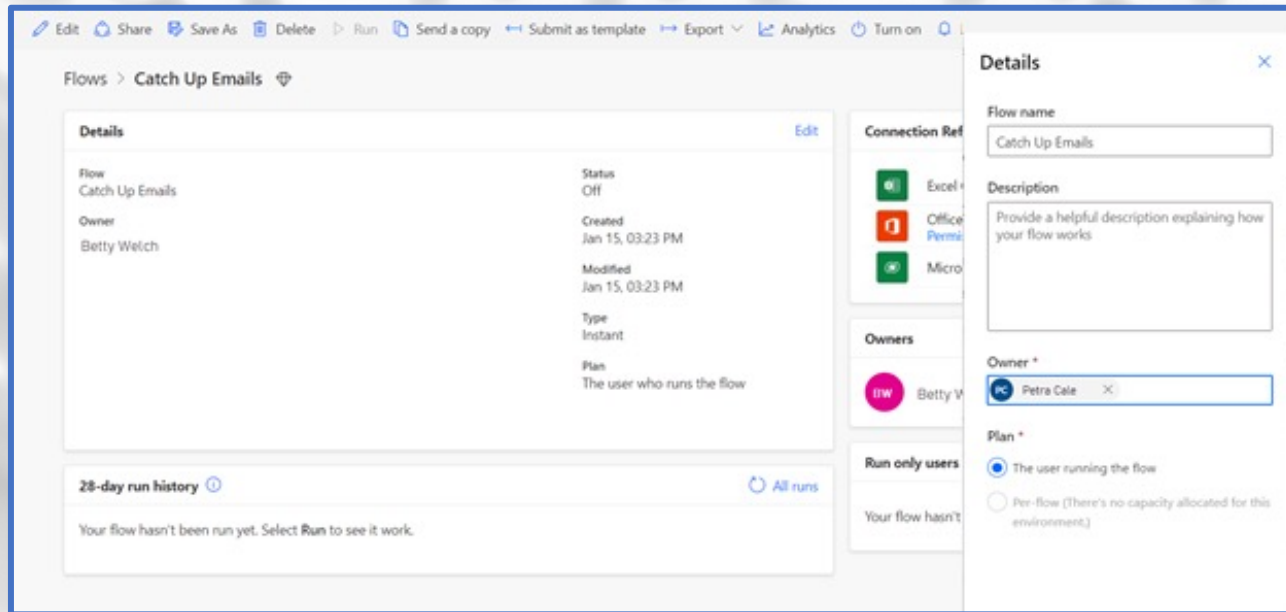 Edit Share Save As Delete Run Send a copy Submit as template Export Analytics Turn on
Flows > Catch Up Emails
Details Edit
Flow
Catch Up Emails
Owner
Betty Welch
Status
Off
Created
Jan 15, 03:23 PM
Modified
Jan 15, 03:23 PM
Type
Instant
Plan
The user who runs the flow
28-day run history All runs
Your flow hasn't been run yet. Select Run to see it work.
Connection Ref
Excel
Office
Permi
Micro
Owners
BW Betty W
Run only users
Your flow hasn't
Details
Flow name
Catch Up Emails
Description
Provide a helpful description explaining how
your flow works
Owner *
PC Petra Cale
Plan *
The user running the flow
Per-flow (There's no capacity allocated for this
environment.)